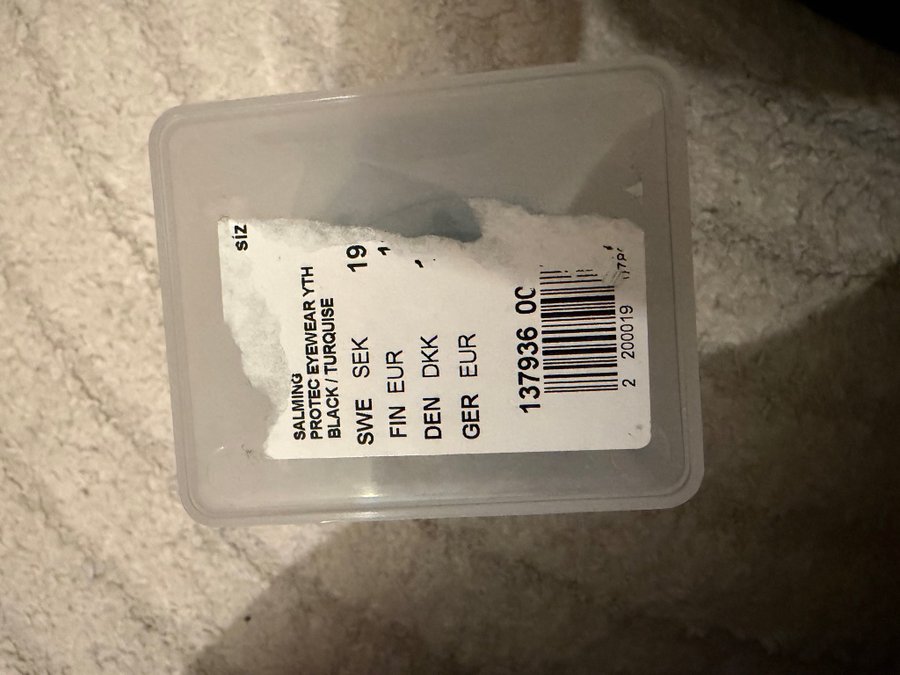 siz
SALMING
PROTEC EYEWEAR YTH
BLACK / TURQUISE
SWE SEK 19
FIN EUR
DEN DKK
GER EUR
137936 00
2 200019